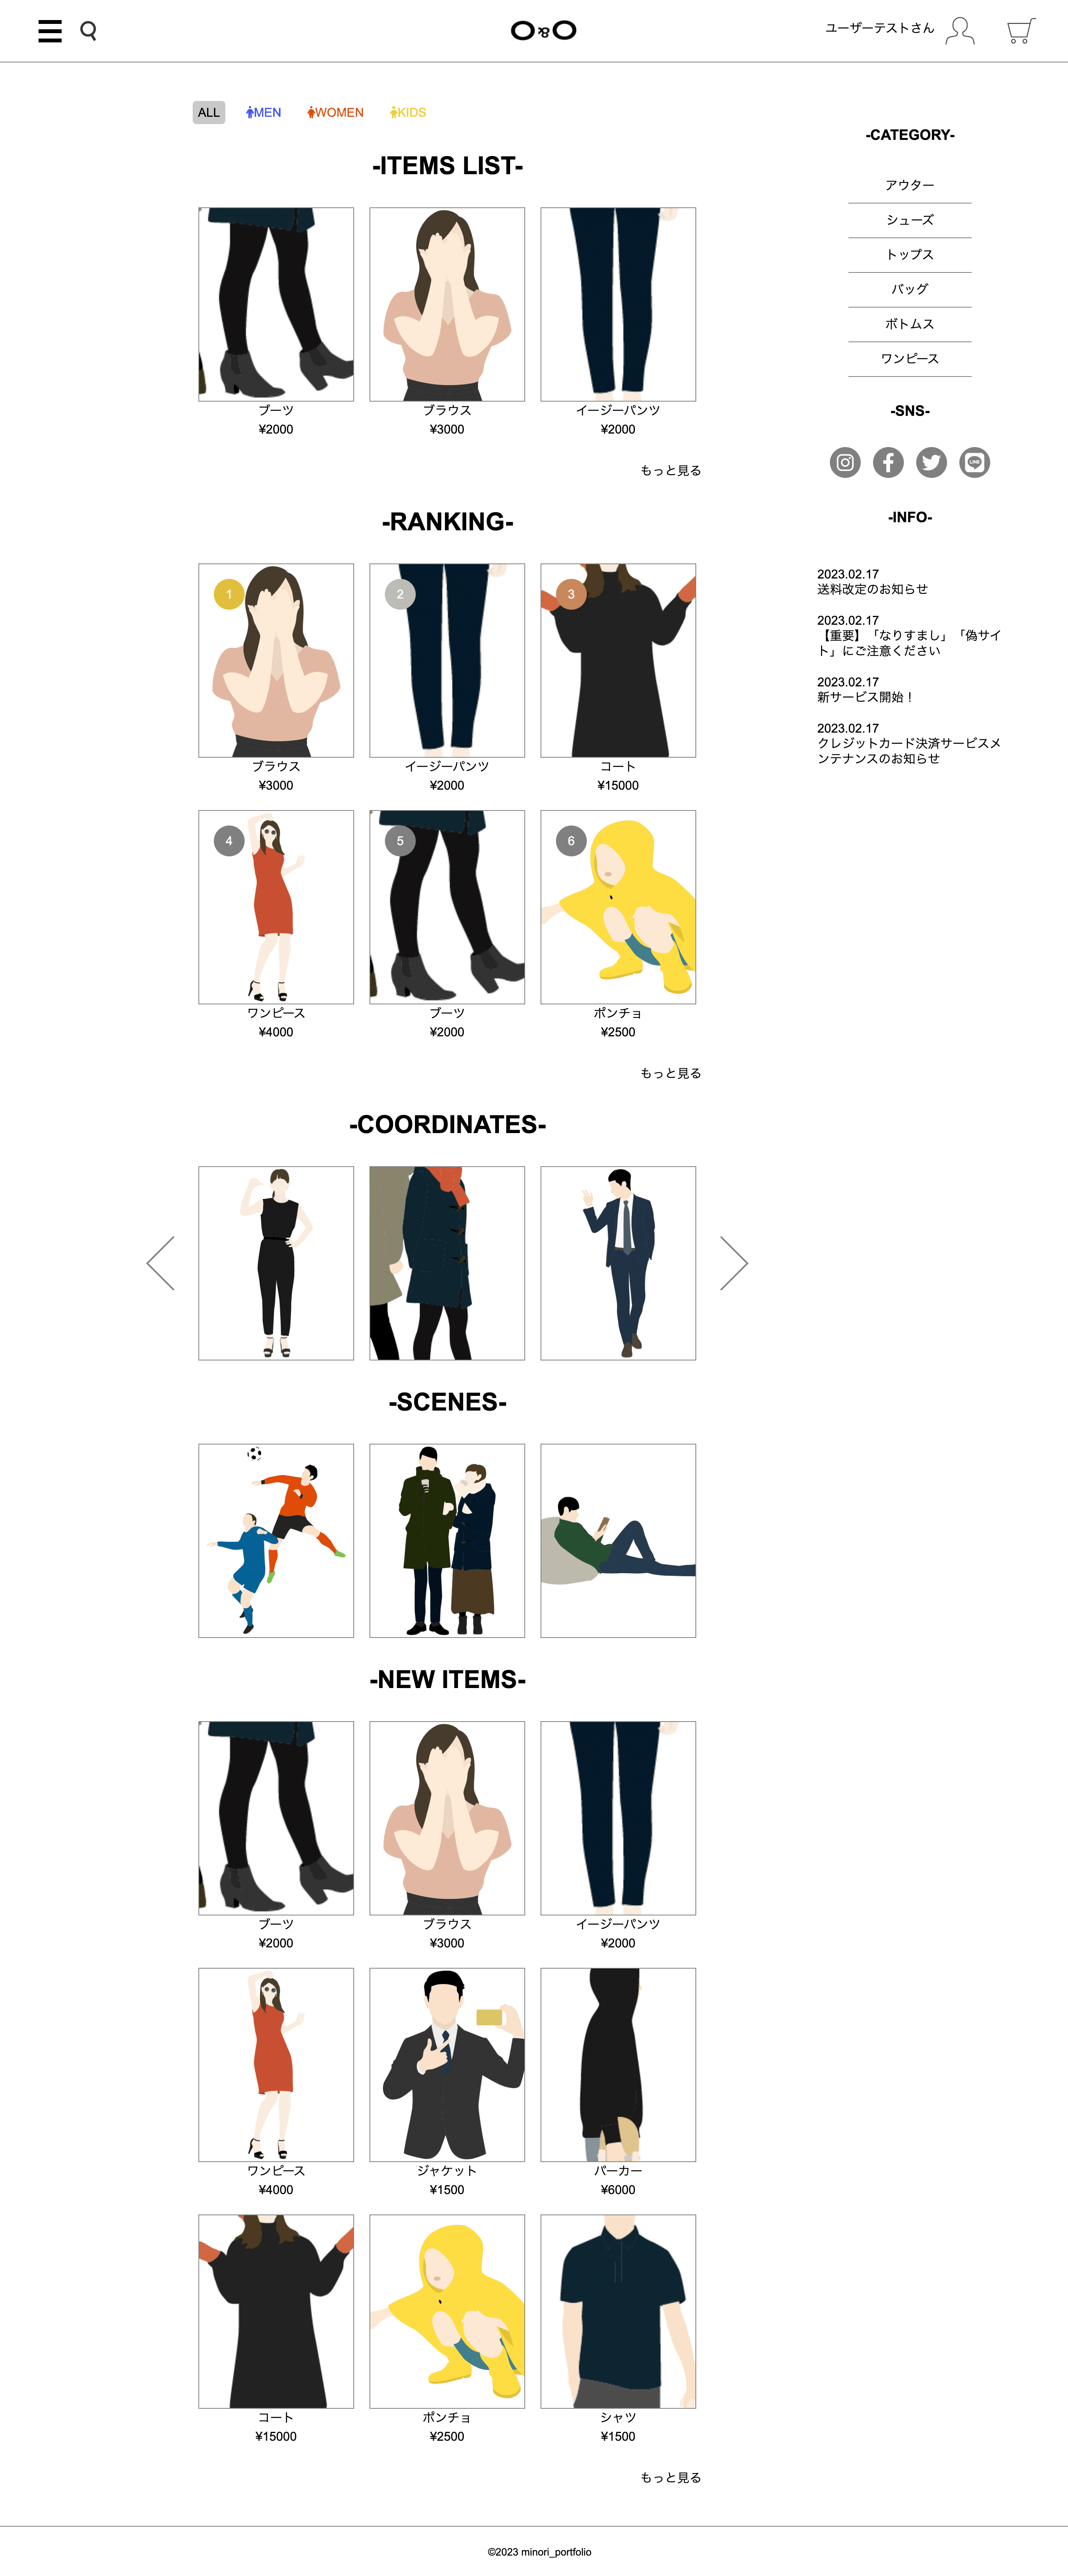 O&O
ユーザーテストさん
ALL
MEN
WOMEN
KIDS
-ITEMS LIST-
ブーツ
¥2000
ブラウス
¥3000
イージーパンツ
¥2000
もっと見る
-RANKING-
1
ブラウス
¥3000
2
イージーパンツ
¥2000
3
コート
¥15000
4
ワンピース
¥4000
5
ブーツ
¥2000
6
ポンチョ
¥2500
もっと見る
-COORDINATES-
-SCENES-
-NEW ITEMS-
ブーツ
¥2000
ブラウス
¥3000
イージーパンツ
¥2000
ワンピース
¥4000
ジャケット
¥1500
パーカー
¥6000
コート
¥15000
ポンチョ
¥2500
シャツ
¥1500
もっと見る
-CATEGORY-
アウター
シューズ
トップス
バッグ
ボトムス
ワンピース
-SNS-
LINE
-INFO-
2023.02.17
送料改定のお知らせ
2023.02.17
【重要】「なりすまし」「偽サイ
ト」にご注意ください
2023.02.17
新サービス開始！
2023.02.17
クレジットカード決済サービスメ
ンテナンスのお知らせ
©2023 minori_portfolio